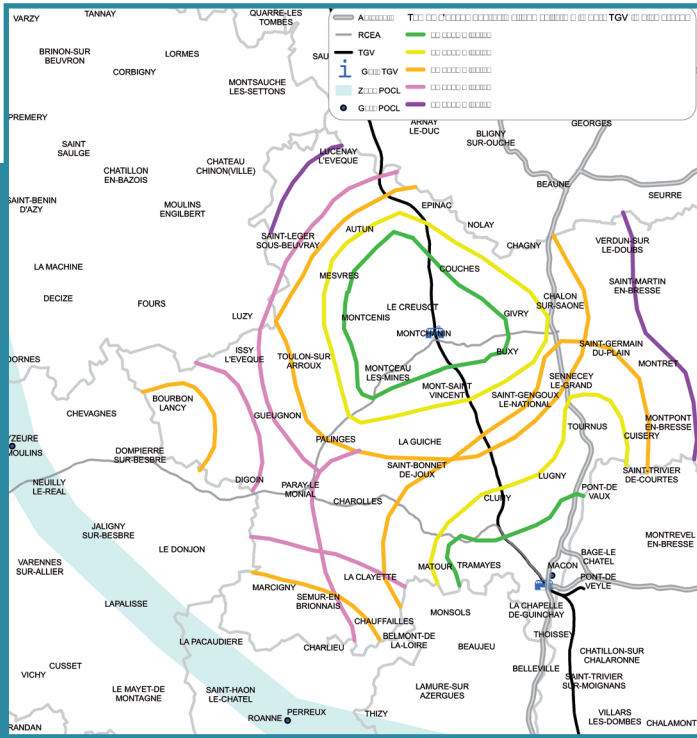 VARZY
TANNAY
QUARRE-LES
TOMBES
BRINON-SUR
BEUVRON
LORMES
CORBIGNY
MONTSAUCHE
LES-SETTONS
SAU
RCEA
TGV
TGV
TGV
POCL
POCL
PREMERY
SAINT
SAULGE
CHATILLON
EN-BAZOIS
CHATEAU
CHINON(VILLE)
LUCENAY
L'EVEQUE
ARNAY
LE-DUC
BLIGNY
SUR-OUCHE
GEORGES
SAINT-BENIN
D'AZY
MOULINS
ENGILBERT
BEAUNE
SEURRE
EPINAC
NOLAY
AUTUN
SAINT-LEGER
SOUS-BEUVRAY
CHAGNY
VERDUN-SUR
LE-DOUBS
LA MACHINE
DECIZE
FOURS
LUZY
MESVRES
COUCHES
SAINT-MARTIN
EN-BRESSE
LE CREUSOT
MONTCENIS
GIVRY
CHALON
SUR-SAONE
MONTCHANIN
DORNES
ISSY
L'EVEQUE
TOULON-SUR
ARROUX
BUXY
SAINT-GERMAIN
DU-PLAIN
MONTRET
MONTCEAU
LES-MINES
MONT-SAINT
VINCENT
SENNECEY
LE-GRAND
SAINT-GENGOUX
LE-NATIONAL
CHEVAGNES
BOURBON
LANCY
GUEUGNON
TOURNUS
MONTPONT
EN-BRESSE
CUISERY
YZEURE
MOULINS
DOMPIERRE
SUR-BESBRE
PALINGES
LA GUICHE
SAINT-BONNET
DE-JOUX
LUGNY
SAINT-TRIVIER
DE-COURTES
NEUILLY
LE-REAL
DIGOIN
PARAY-LE
MONIAL
CHAROLLES
CLUNY
PONT-DE
VAUX
JALIGNY
SUR-BESBRE
LE DONJON
MONTREVEL
EN-BRESSE
BAGE-LE
CHATEL
VARENNES
SUR-ALLIER
MATOUR
TRAMAYES
MACON
PONT-DE
VEYLE
LA CLAYETTE
MARCIGNY
SEMUR-EN
BRIONNAIS
LAPALISSE
CHAUFFAILLES
MONSOLS
LA CHAPELLE
DE-GUINCHAY
THOISSEY
LA PACAUDIERE
CHARLIEU
BELMONT-DE
LA-LOIRE
BEAUJEU
CHATILLON-SUR
CHALARONNE
CUSSET
VICHY
BELLEVILLE
SAINT-TRIVIER
SUR-MOIGNANS
LE MAYET-DE
MONTAGNE
SAINT-HAON
LE-CHATEL
LAMURE-SUR
AZERGUES
ROANNE
PERREUX
THIZY
VILLARS
LES-DOMBES
CHALAMONT
RANDAN